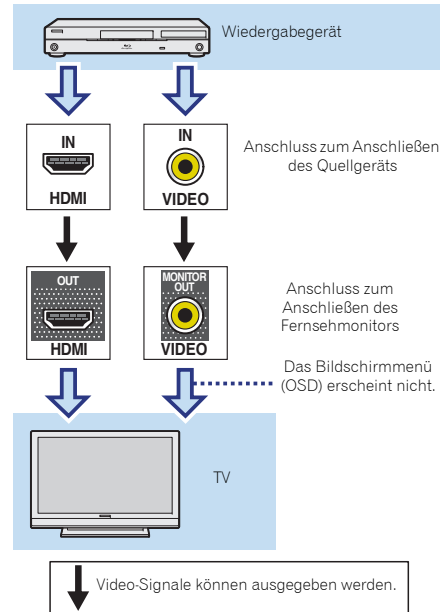 Wiedergabegerät
IN
HDMI
IN
VIDEO
Anschluss zum Anschließen
des Quellgeräts
OUT
HDMI
MONITOR
OUT
VIDEO
Anschluss zum
Anschließen des
Fernsehmonitors
Das Bildschirmmenü
(OSD) erscheint nicht.
TV
Video-Signale können ausgegeben werden.